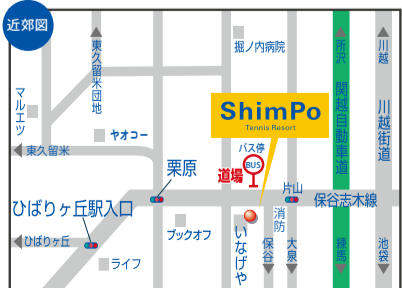 近郊図
東久留米団地
堀ノ内病院
所沢
川越
マルエツ
関越自動車道
川越街道
ShimPo
Tennis Resort
ヤオコー
東久留米
バス停
BUS
道場
栗原
片山
保谷志木線
ひばりヶ丘駅入口
消防
ブックオフ
いなげや
ひばりヶ丘
保谷
大泉
練馬
池袋
ライフ